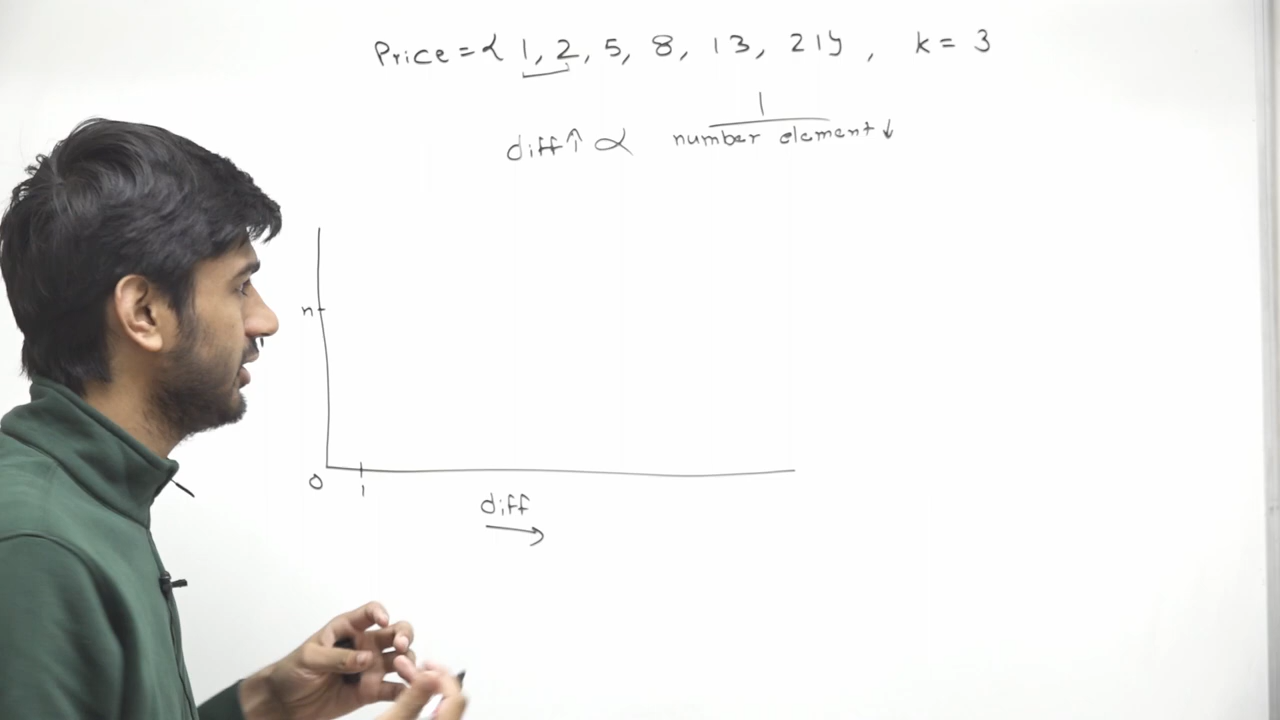 Price = { 1, 2, 5, 8, 13, 21 } , k = 3
1
diff ↑ ∝ number element ↓
n
0 1
diff
→